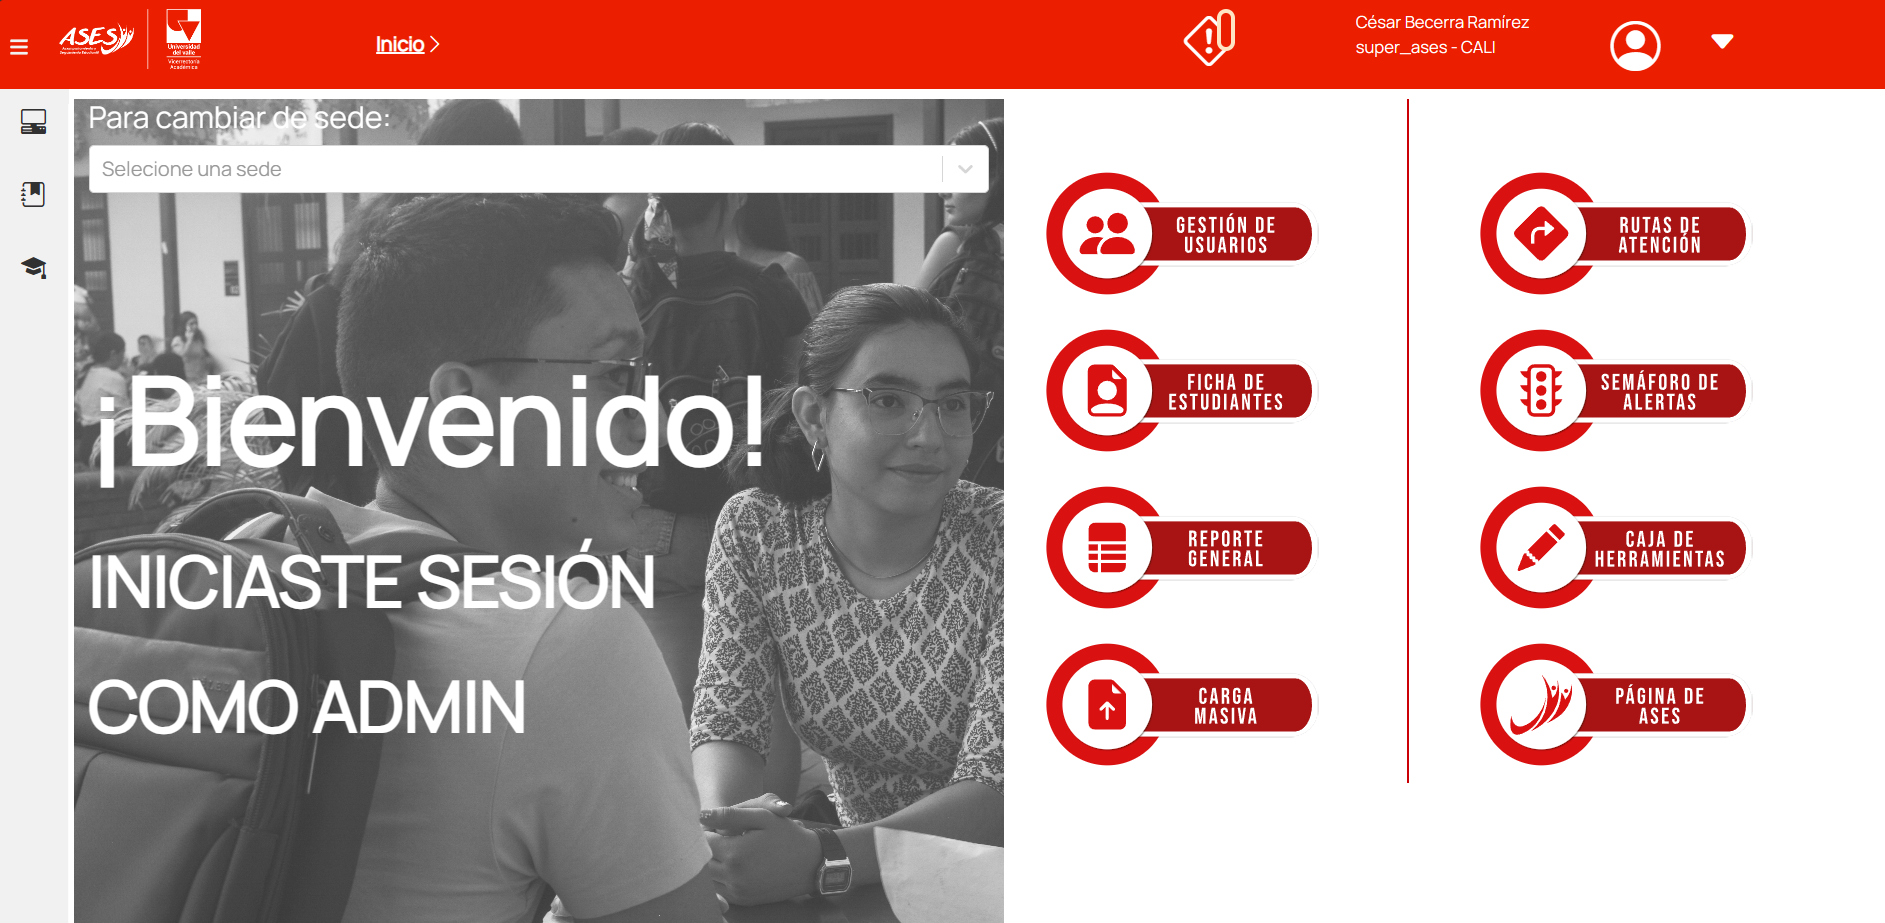 ASES
Universidad
del Valle
Vicerrectoría
Académica
Inicio
César Becerra Ramírez
super_ases - CALI
Para cambiar de sede:
Selecione una sede
¡Bienvenido!
INICIASTE SESIÓN
COMO ADMIN
GESTIÓN DE
USUARIOS
FICHA DE
ESTUDIANTES
REPORTE
GENERAL
CARGA
MASIVA
RUTAS DE
ATENCIÓN
SEMÁFORO DE
ALERTAS
CAJA DE
HERRAMIENTAS
PÁGINA DE
ASES